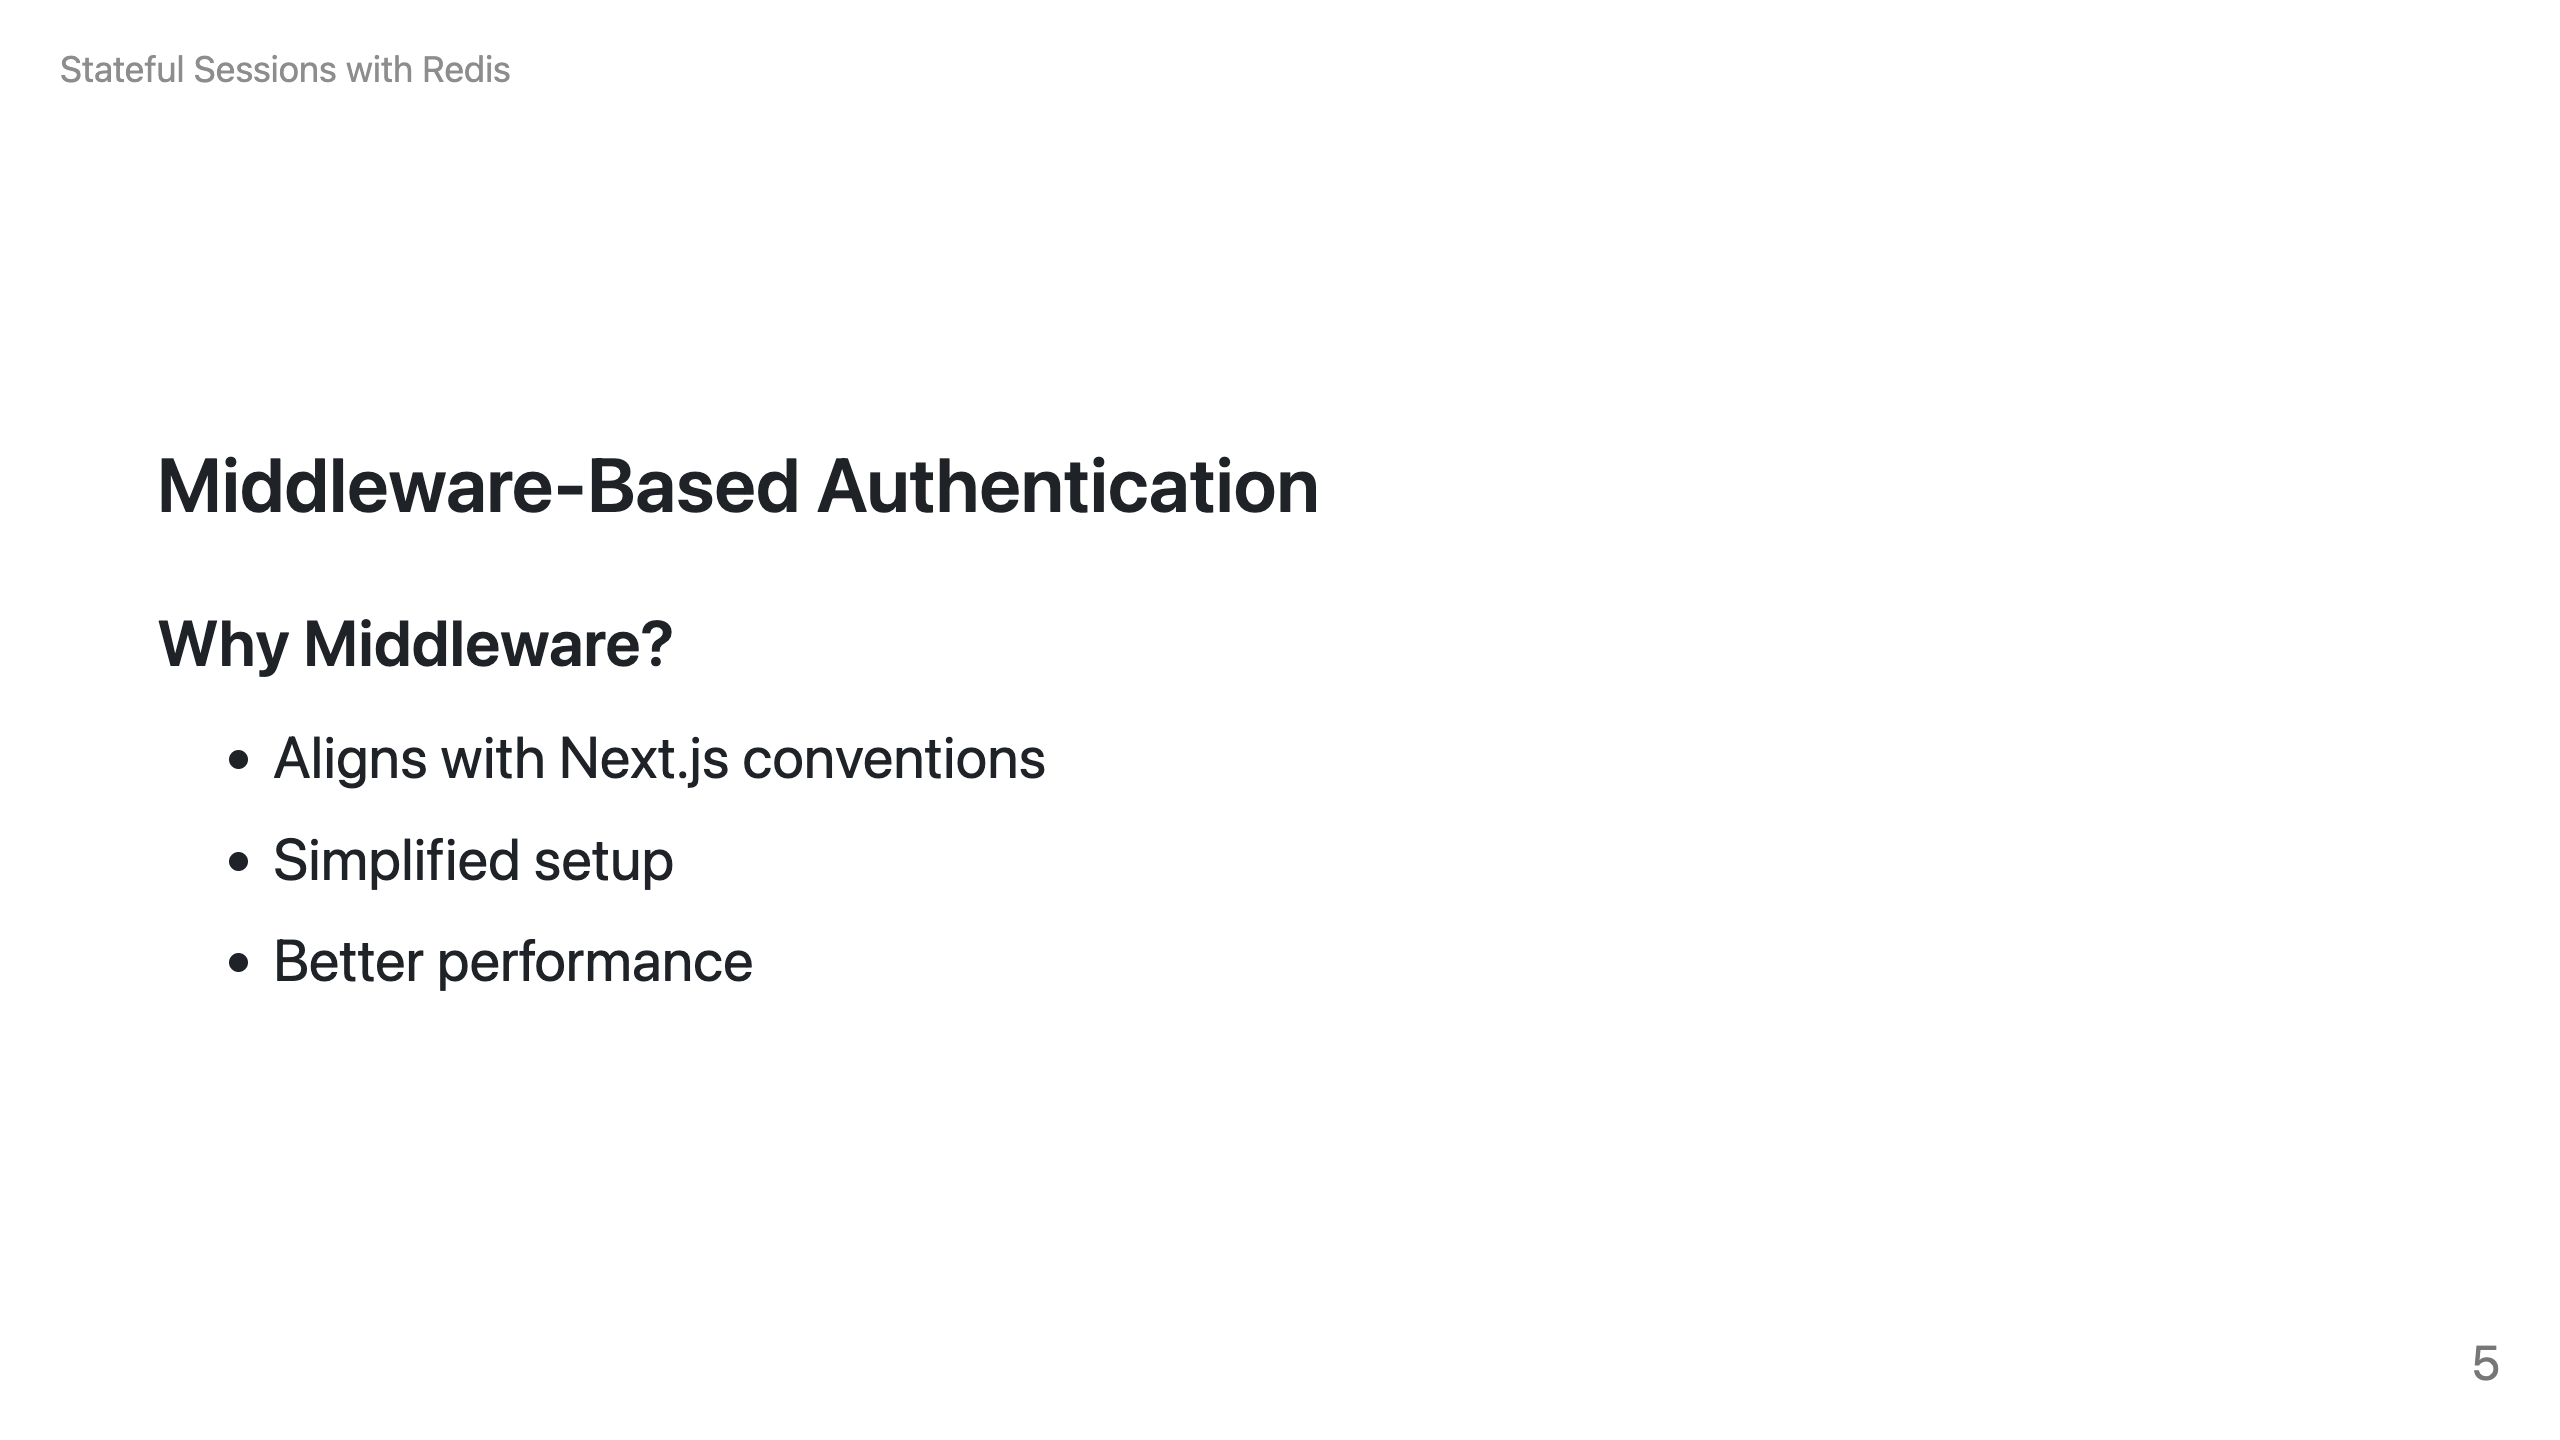 Stateful Sessions with Redis
Middleware-Based Authentication
Why Middleware?
• Aligns with Next.js conventions
• Simplified setup
• Better performance
5